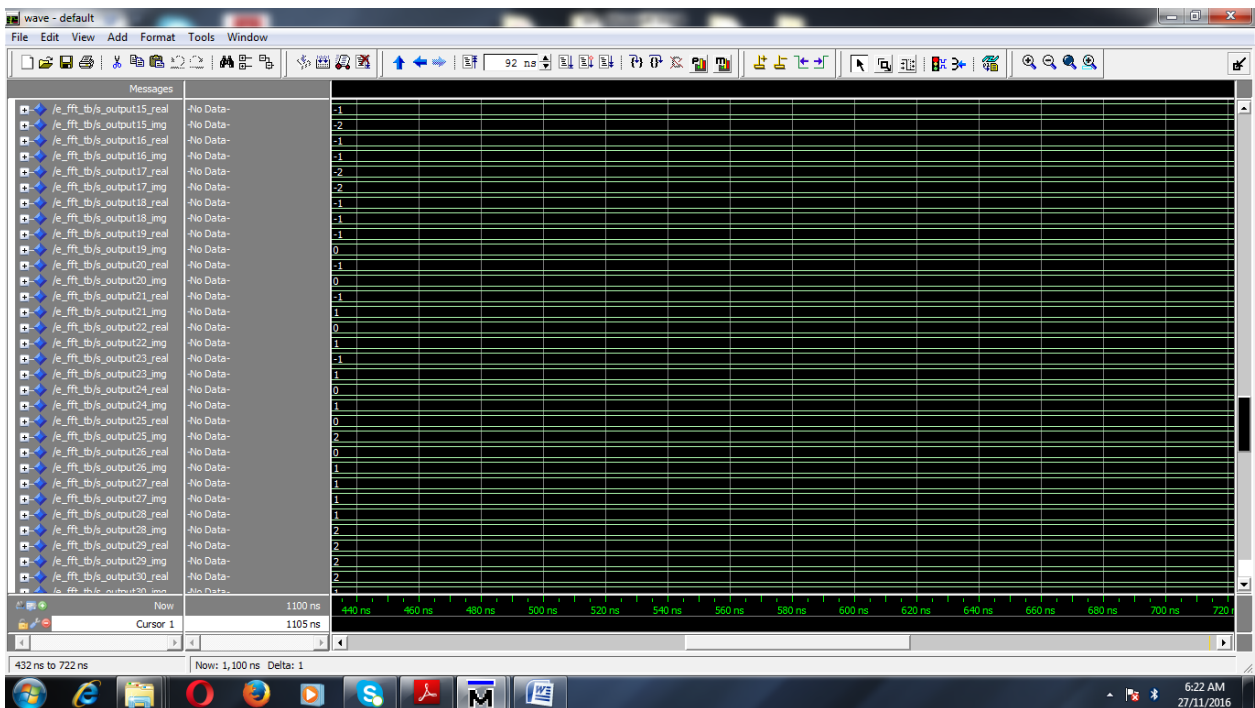 wave - default
File Edit View Add Format Tools Window
92 ns
Messages
/e_fft_tb/s_output15_real -No Data- -1
/e_fft_tb/s_output15_img -No Data- -2
/e_fft_tb/s_output16_real -No Data- -1
/e_fft_tb/s_output16_img -No Data- -1
/e_fft_tb/s_output17_real -No Data- -2
/e_fft_tb/s_output17_img -No Data- -2
/e_fft_tb/s_output18_real -No Data- -1
/e_fft_tb/s_output18_img -No Data- -1
/e_fft_tb/s_output19_real -No Data- -1
/e_fft_tb/s_output19_img -No Data- 0
/e_fft_tb/s_output20_real -No Data- -1
/e_fft_tb/s_output20_img -No Data- 0
/e_fft_tb/s_output21_real -No Data- -1
/e_fft_tb/s_output21_img -No Data- 1
/e_fft_tb/s_output22_real -No Data- 0
/e_fft_tb/s_output22_img -No Data- 1
/e_fft_tb/s_output23_real -No Data- -1
/e_fft_tb/s_output23_img -No Data- 1
/e_fft_tb/s_output24_real -No Data- 0
/e_fft_tb/s_output24_img -No Data- 1
/e_fft_tb/s_output25_real -No Data- 0
/e_fft_tb/s_output25_img -No Data- 2
/e_fft_tb/s_output26_real -No Data- 0
/e_fft_tb/s_output26_img -No Data- 1
/e_fft_tb/s_output27_real -No Data- 1
/e_fft_tb/s_output27_img -No Data- 1
/e_fft_tb/s_output28_real -No Data- 1
/e_fft_tb/s_output28_img -No Data- 2
/e_fft_tb/s_output29_real -No Data- 2
/e_fft_tb/s_output29_img -No Data- 2
/e_fft_tb/s_output30_real -No Data- 2
/e_fft_tb/s_output30_img -No Data-
Now 1100 ns 440 ns 460 ns 480 ns 500 ns 520 ns 540 ns 560 ns 580 ns 600 ns 620 ns 640 ns 660 ns 680 ns 700 ns 720
Cursor 1 1105 ns
432 ns to 722 ns Now: 1,100 ns Delta: 1
6:22 AM
27/11/2016